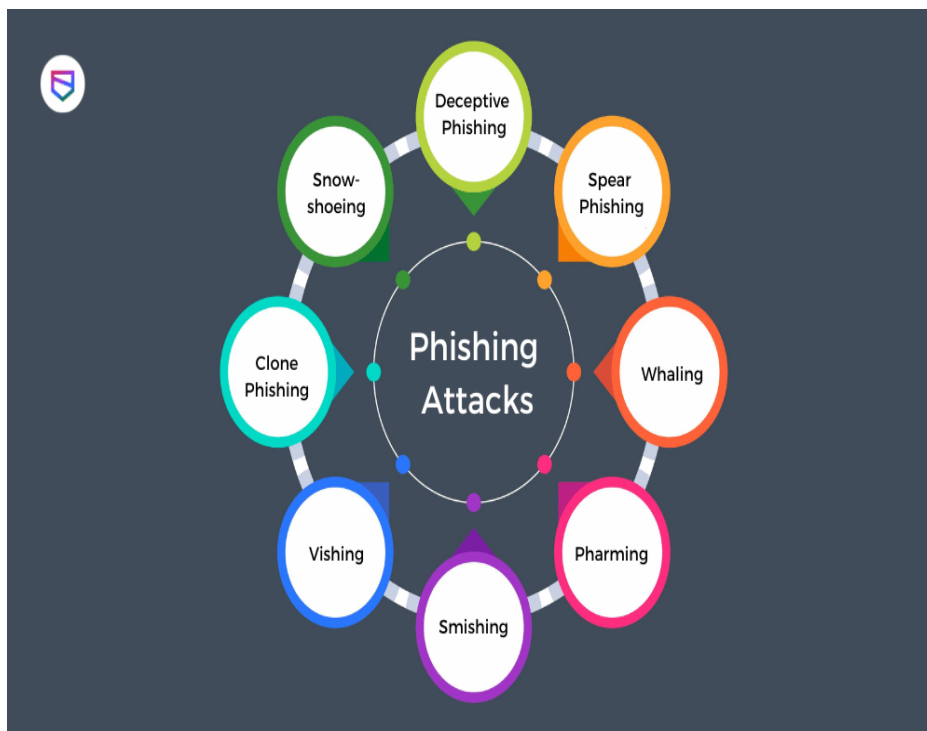 Deceptive
Phishing
Spear
Phishing
Whaling
Pharming
Smishing
Vishing
Clone
Phishing
Snow-
shoeing
Phishing
Attacks